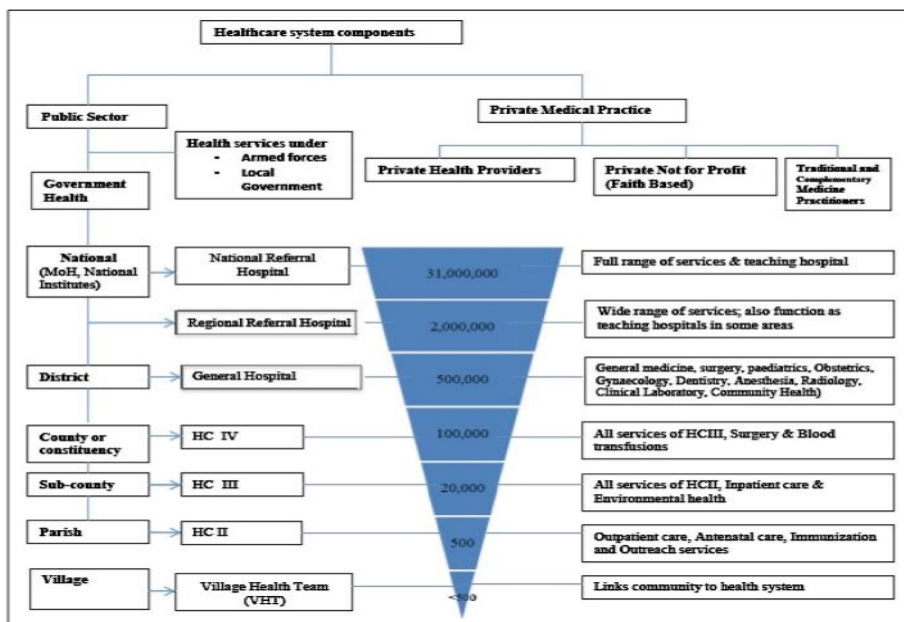 Healthcare system components
Public Sector
Private Medical Practice
Health services under
- Armed forces
- Local
Government
Private Health Providers
Private Not for Profit
(Faith Based)
Traditional and
Complementary
Medicine
Practitioners
Government
Health
National
(MoH, National
Institutes)
National Referral
Hospital
31,000,000
Full range of services & teaching hospital
Regional Referral Hospital
2,000,000
Wide range of services; also function as
teaching hospitals in some areas
District
General Hospital
500,000
General medicine, surgery, paediatrics, Obstetrics,
Gynaecology, Dentistry, Anesthesia, Radiology,
Clinical Laboratory, Community Health)
County or
constituency
HC IV
100,000
All services of HCIII, Surgery & Blood
transfusions
Sub-county
HC III
20,000
All services of HCII, Inpatient care &
Environmental health
Parish
HC II
500
Outpatient care, Antenatal care, Immunization
and Outreach services
Village
Village Health Team
(VHT)
<500
Links community to health system